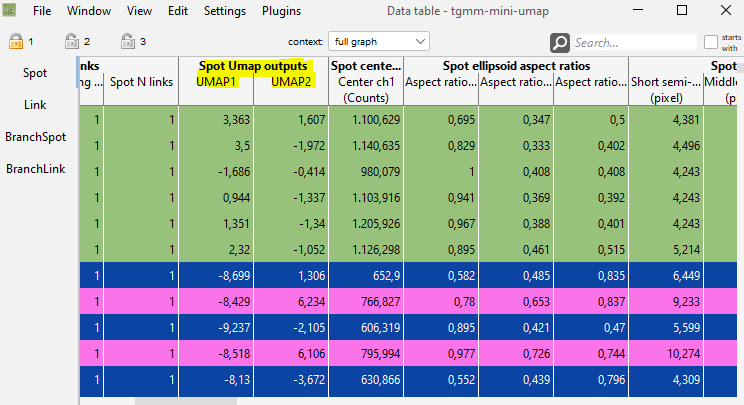 File View Edit Tags Settings Plugins Data table - tgmm-mini-umap
1 2 3 context: full graph Search... starts with
Spot
Link
BranchSpot
BranchLink
nks Spot Umap outputs Spot cente... Spot ellipsoid aspect ratios Spot
ng ... Spot N links UMAP1 UMAP2 Center ch1 Aspect ratio... Aspect ratio... Aspect ratio... Short semi-... Middle
(Counts) (pixel) (p
1 1 3,363 1,607 1.100,629 0,695 0,347 0,5 4,381
1 1 3,5 -1,972 1.140,635 0,829 0,333 0,402 4,496
1 1 -1,686 -0,414 980,079 1 0,408 0,408 4,243
1 1 0,944 -1,337 1.103,916 0,941 0,369 0,392 4,243
1 1 1,351 -1,34 1.205,926 0,967 0,388 0,401 4,243
1 1 2,32 -1,052 1.126,298 0,895 0,461 0,515 5,214
1 1 -8,699 1,306 652,9 0,582 0,485 0,835 6,449
1 1 -8,429 6,234 766,827 0,78 0,653 0,837 9,233
1 1 -9,237 -2,105 606,319 0,895 0,421 0,47 5,599
1 1 -8,518 6,106 795,994 0,977 0,726 0,744 10,274
1 1 -8,13 -3,672 630,866 0,552 0,439 0,796 4,309